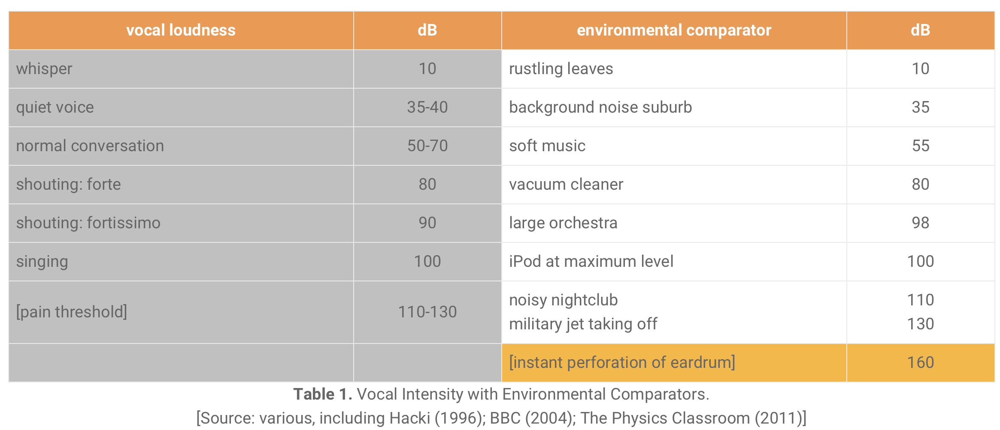 vocal loudness dB environmental comparator dB
whisper 10 rustling leaves 10
quiet voice 35-40 background noise suburb 35
normal conversation 50-70 soft music 55
shouting: forte 80 vacuum cleaner 80
shouting: fortissimo 90 large orchestra 98
singing 100 iPod at maximum level 100
[pain threshold] 110-130 noisy nightclub 110
military jet taking off 130
[instant perforation of eardrum] 160
Table 1. Vocal Intensity with Environmental Comparators.
[Source: various, including Hacki (1996); BBC (2004); The Physics Classroom (2011)]